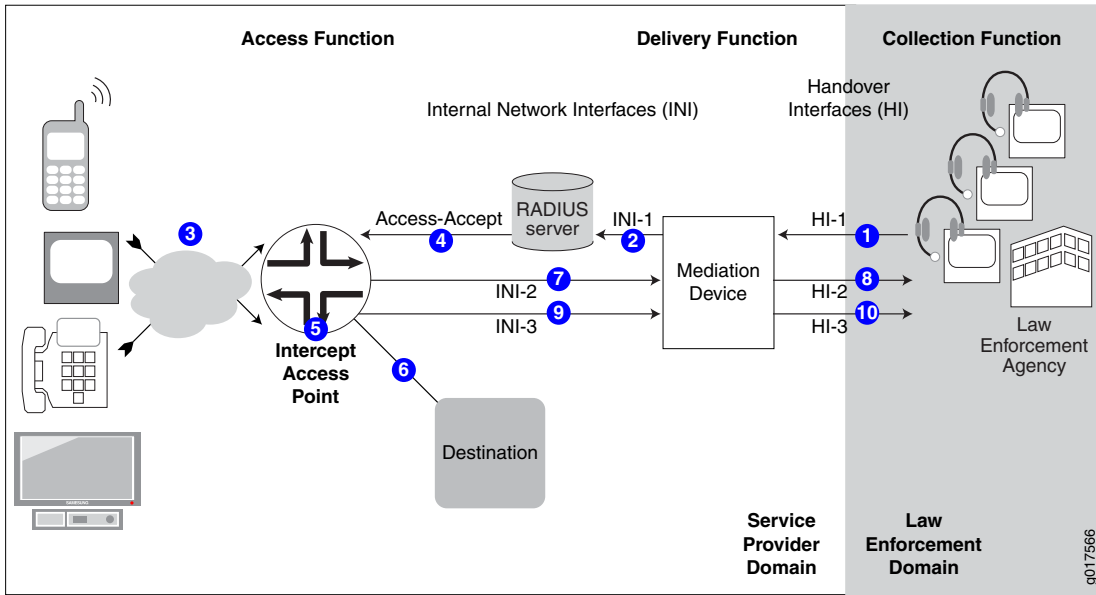 Access Function
Delivery Function
Collection Function
Internal Network Interfaces (INI)
Handover
Interfaces (HI)
Access-Accept
RADIUS
server
INI-1
HI-1
3
4
2
1
Mediation
Device
7
8
INI-2
HI-2
9
10
INI-3
HI-3
5
Intercept
Access
Point
6
Destination
Law
Enforcement
Agency
SAMSUNG
Service
Provider
Domain
Law
Enforcement
Domain
g017566